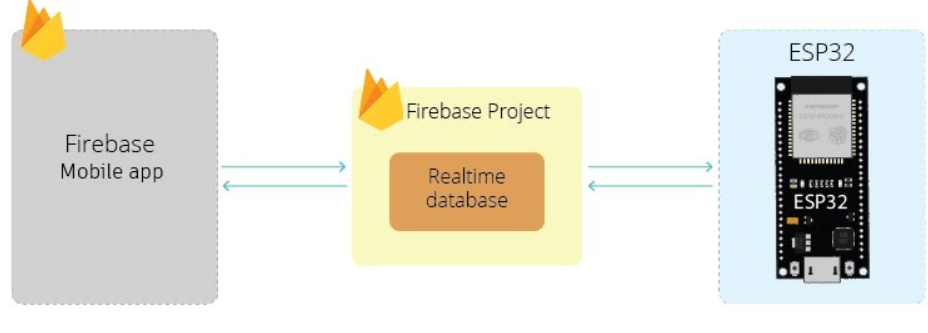 Firebase
Mobile app
Firebase Project
Realtime
database
ESP32
ESP32